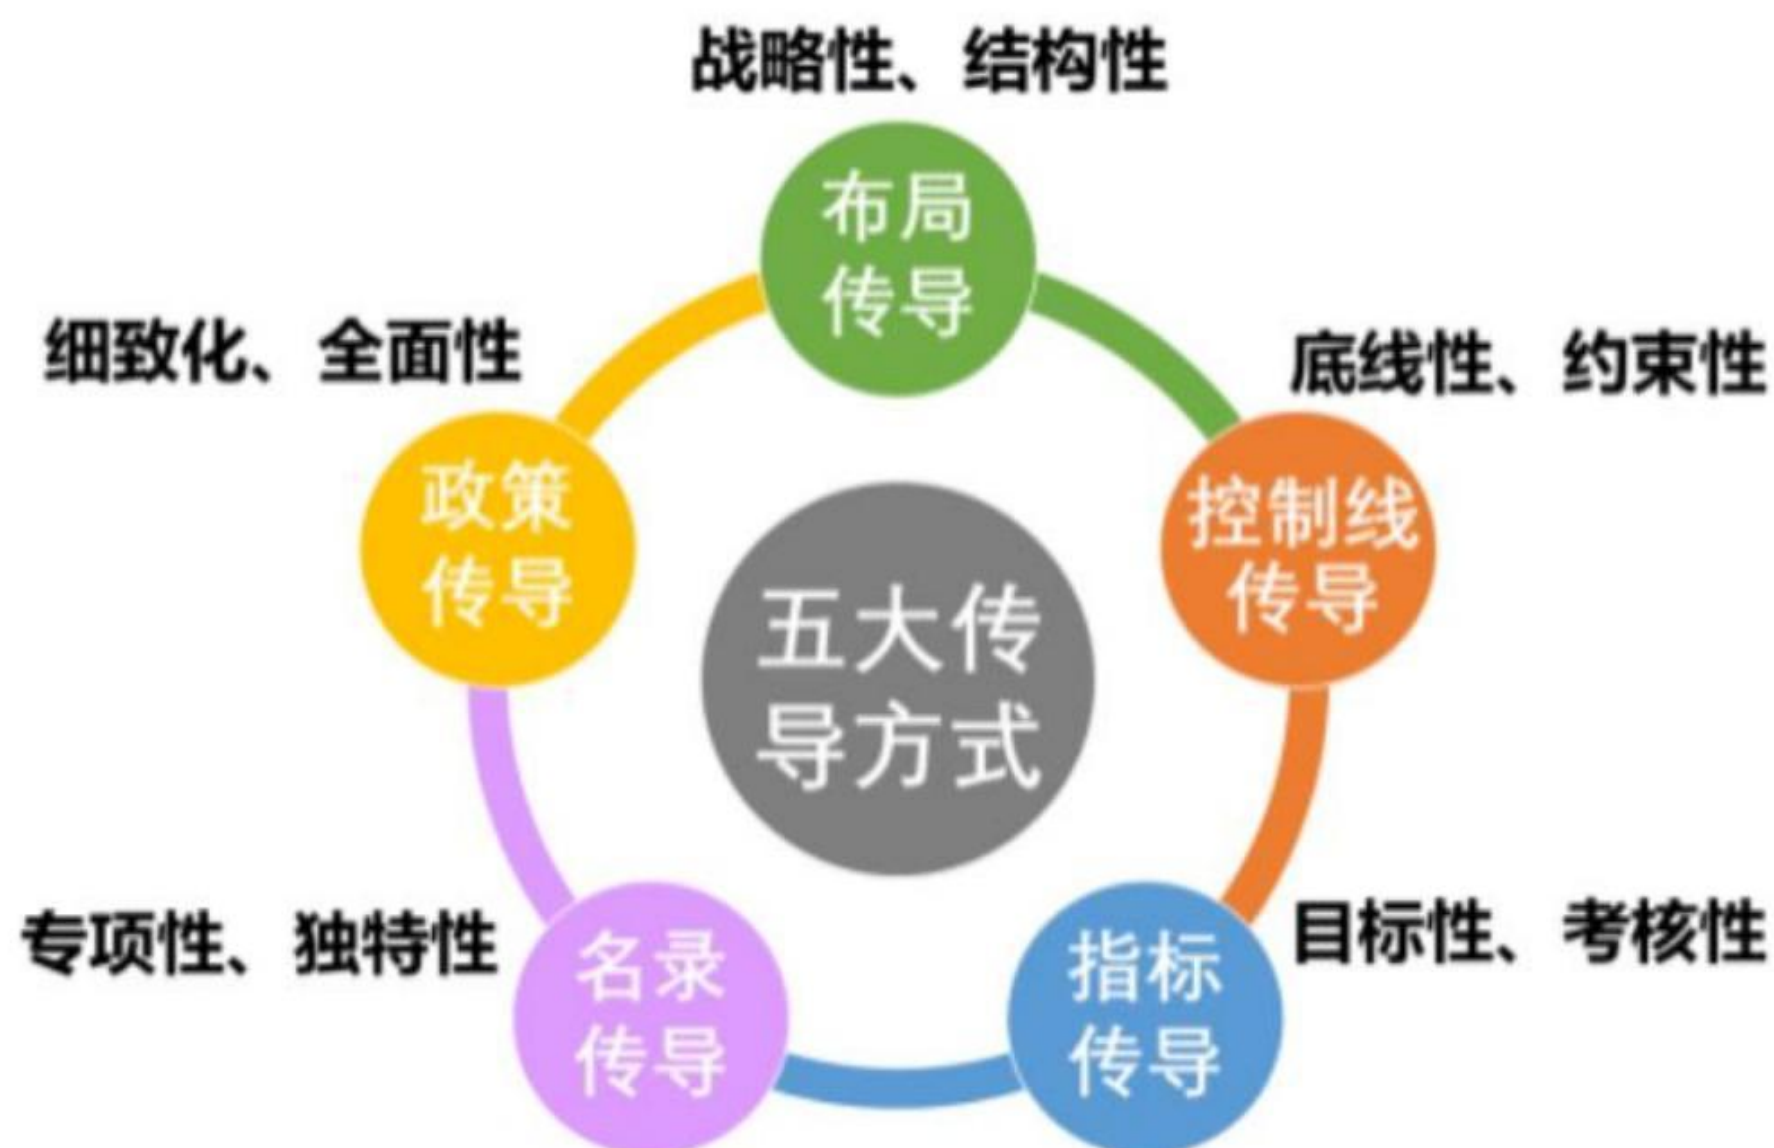 战略性、结构性
布局
传导
细致化、全面性
底线性、约束性
政策
传导
控制线
传导
五大传
导方式
专项性、独特性
目标性、考核性
名录
传导
指标
传导